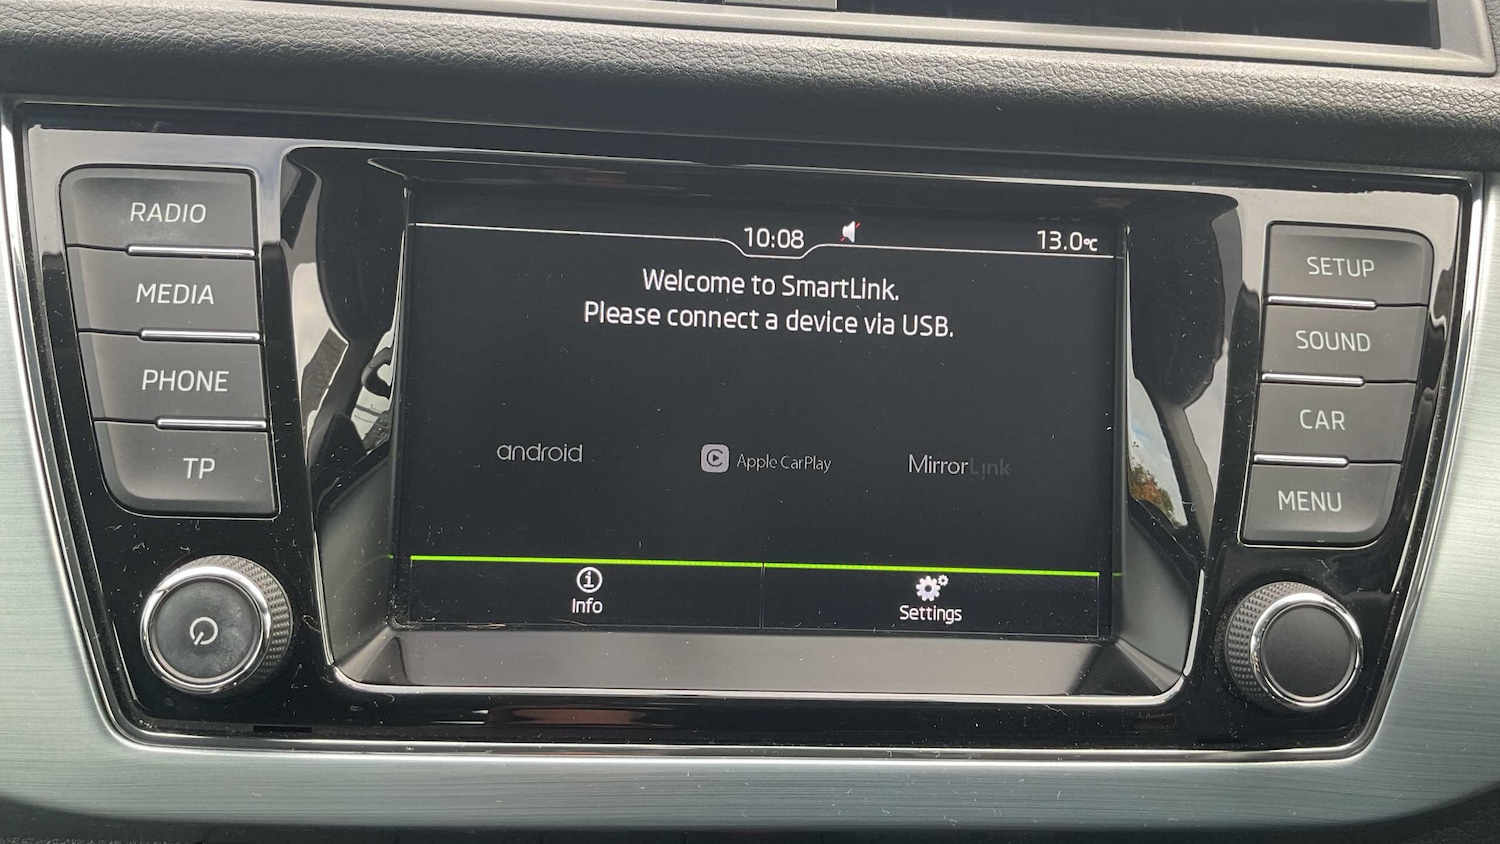 RADIO
MEDIA
PHONE
TP
10:08
13.0°C
Welcome to SmartLink.
Please connect a device via USB.
android
Apple CarPlay
MirrorLink
Info
Settings
SETUP
SOUND
CAR
MENU